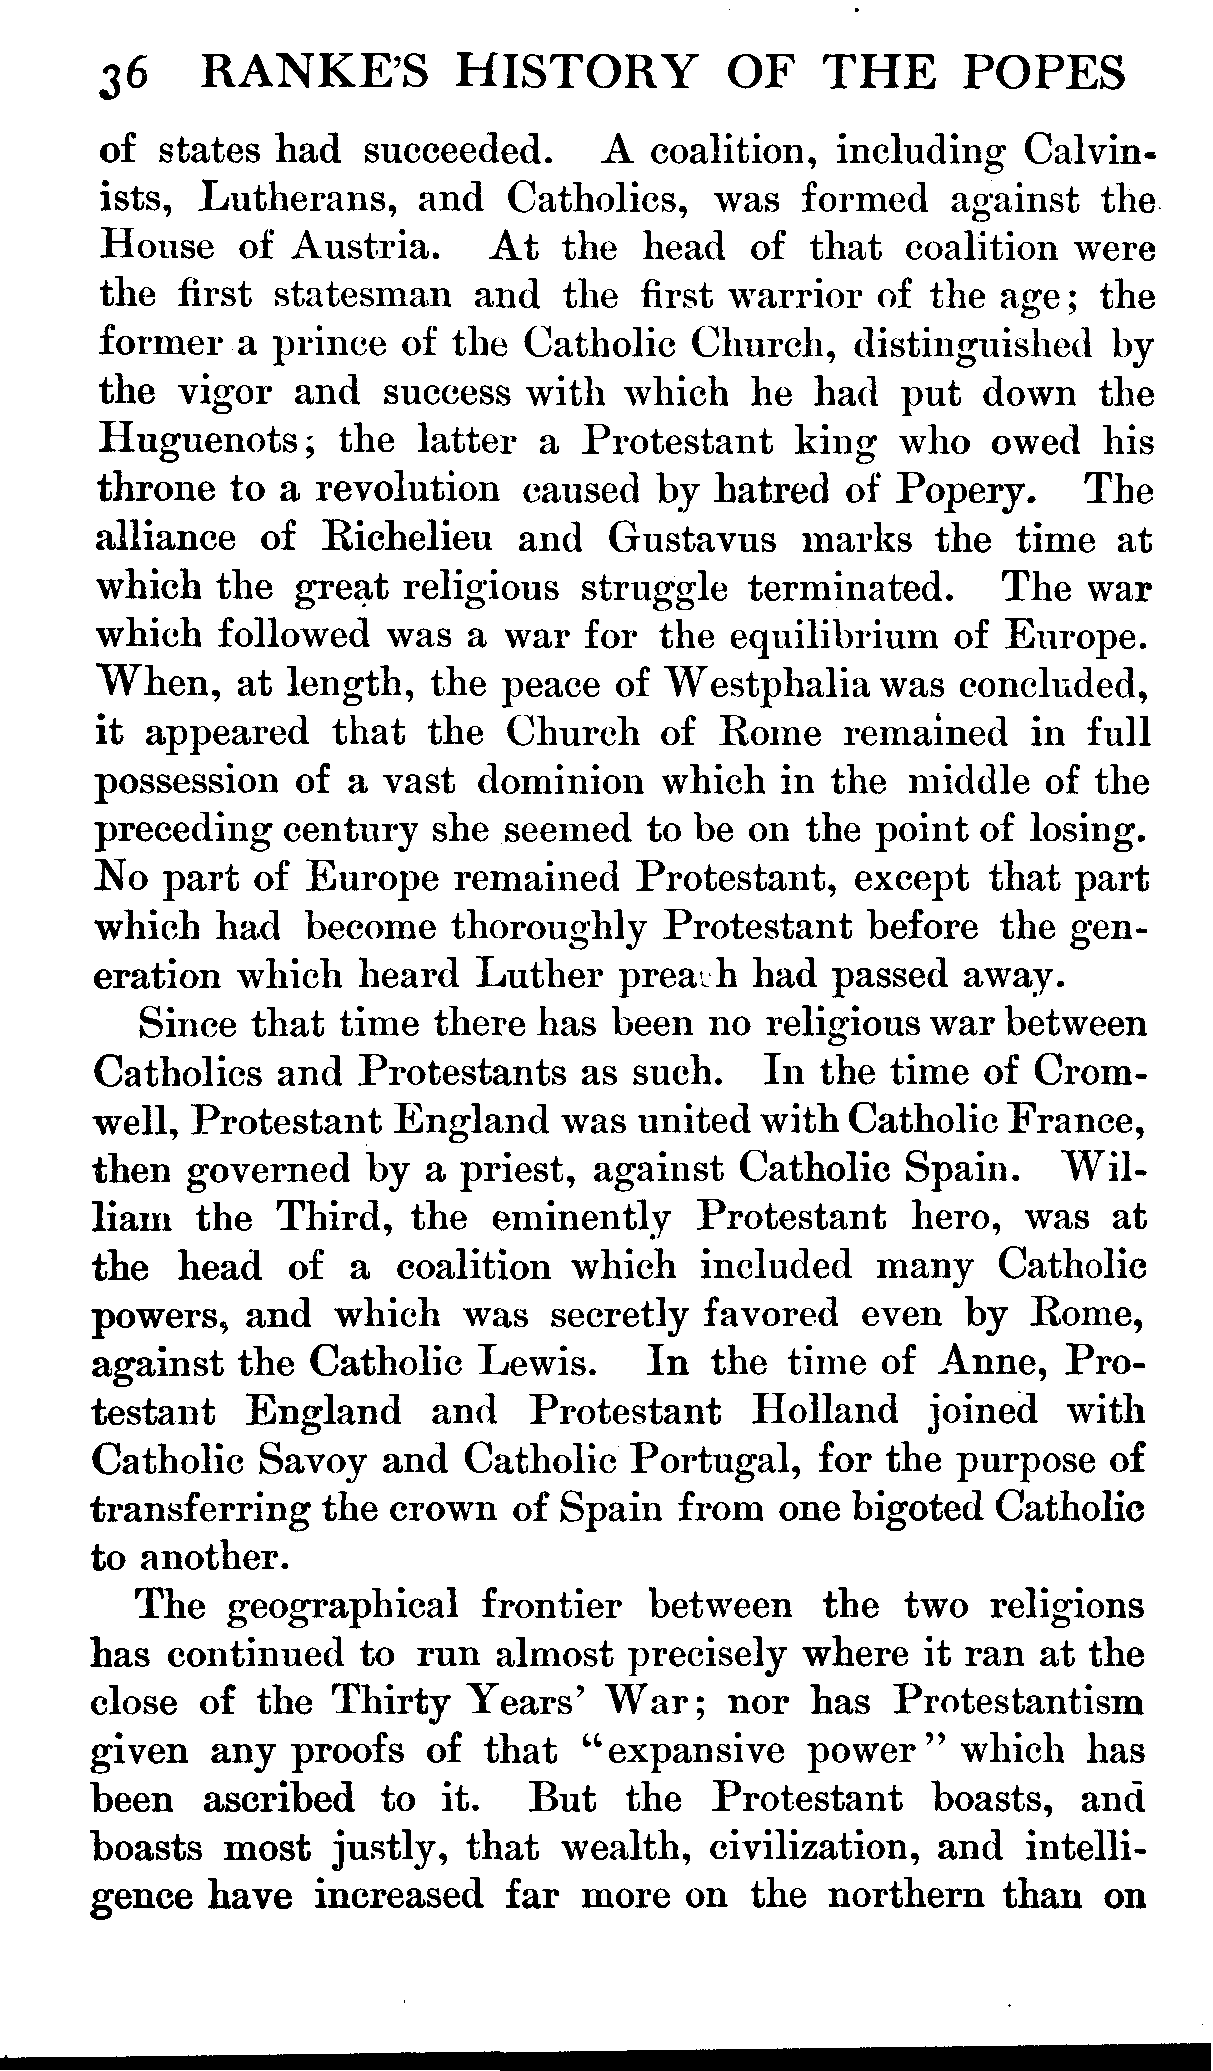 36 RANKE'S HISTORY OF THE POPES
of states had succeeded. A coalition, including Calvin-
ists, Lutherans, and Catholics, was formed against the
House of Austria. At the head of that coalition were
the first statesman and the first warrior of the age; the
former a prince of the Catholic Church, distinguished by
the vigor and success with which he had put down the
Huguenots; the latter a Protestant king who owed his
throne to a revolution caused by hatred of Popery. The
alliance of Richelieu and Gustavus marks the time at
which the great religious struggle terminated. The war
which followed was a war for the equilibrium of Europe.
When, at length, the peace of Westphalia was concluded,
it appeared that the Church of Rome remained in full
possession of a vast dominion which in the middle of the
preceding century she seemed to be on the point of losing.
No part of Europe remained Protestant, except that part
which had become thoroughly Protestant before the gen-
eration which heard Luther preach had passed away.
Since that time there has been no religious war between
Catholics and Protestants as such. In the time of Crom-
well, Protestant England was united with Catholic France,
then governed by a priest, against Catholic Spain. Wil-
liam the Third, the eminently Protestant hero, was at
the head of a coalition which included many Catholic
powers, and which was secretly favored even by Rome,
against the Catholic Lewis. In the time of Anne, Pro-
testant England and Protestant Holland joined with
Catholic Savoy and Catholic Portugal, for the purpose of
transferring the crown of Spain from one bigoted Catholic
to another.
The geographical frontier between the two religions
has continued to run almost precisely where it ran at the
close of the Thirty Years' War; nor has Protestantism
given any proofs of that "expansive power" which has
been ascribed to it. But the Protestant boasts, and
boasts most justly, that wealth, civilization, and intelli-
gence have increased far more on the northern than on